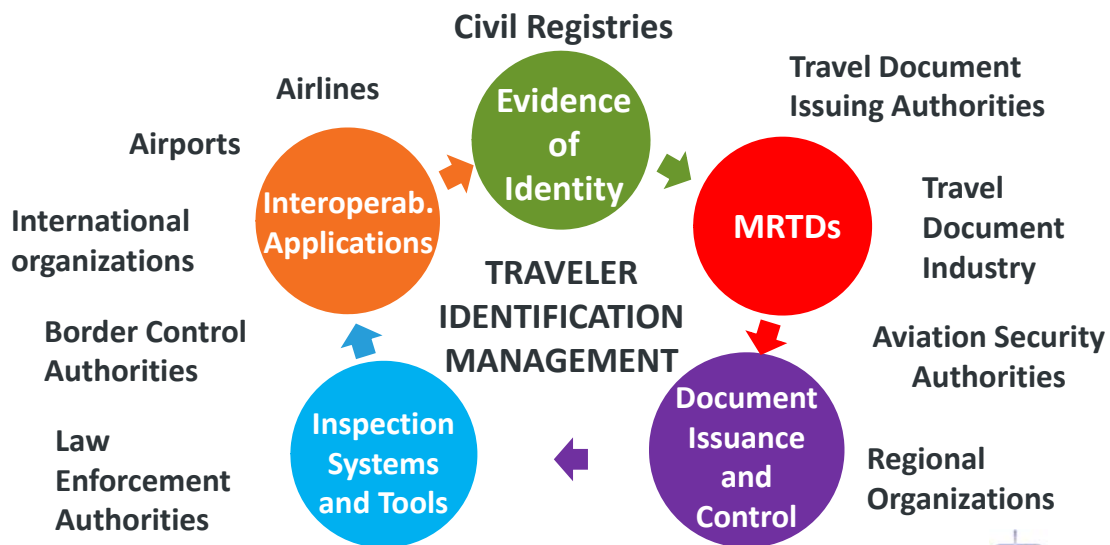 Civil Registries
Evidence
of
Identity
Travel Document
Issuing Authorities
MRTDs
Travel
Document
Industry
Aviation Security
Authorities
Document
Issuance
and
Control
Regional
Organizations
Inspection
Systems
and Tools
Law
Enforcement
Authorities
Border Control
Authorities
International
organizations
Interoperab.
Applications
Airports
Airlines
TRAVELER
IDENTIFICATION
MANAGEMENT